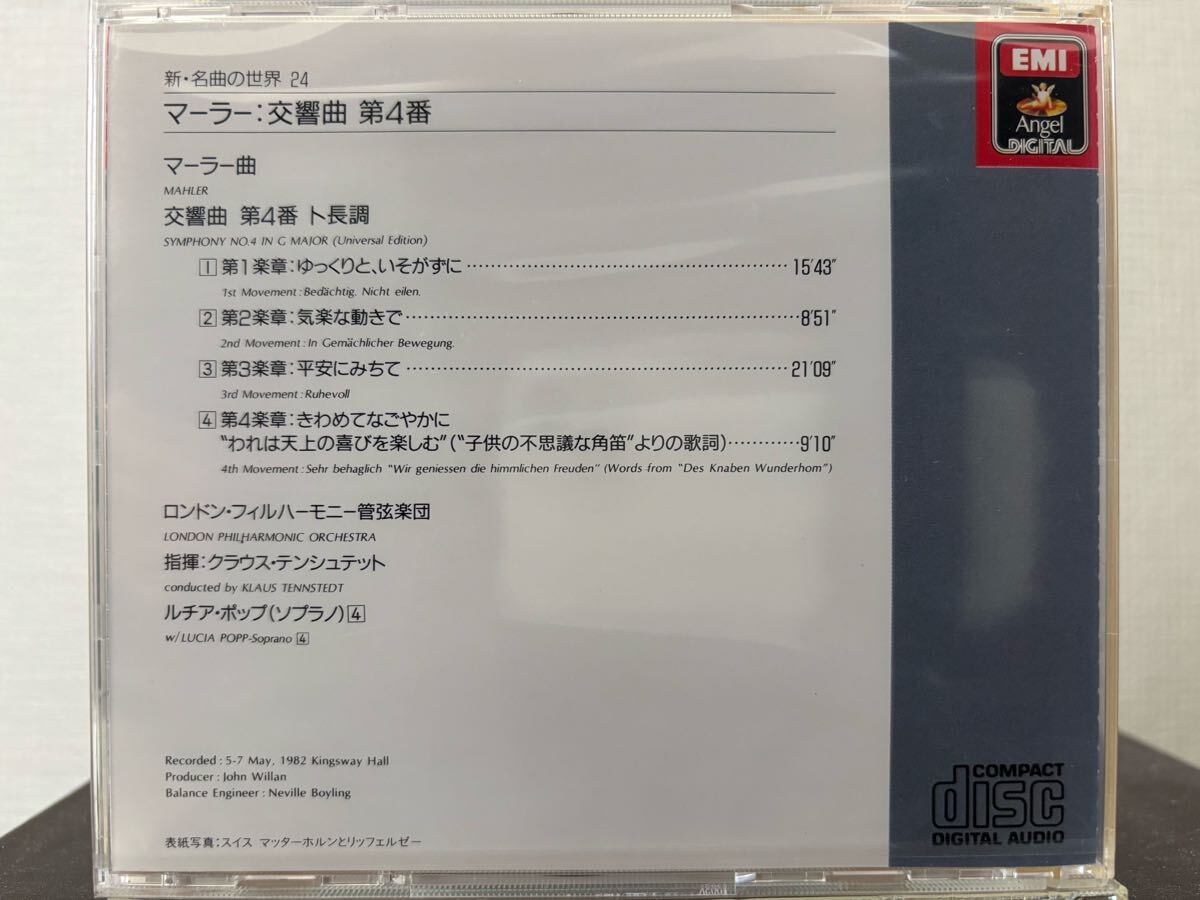 新・名曲の世界 24
マーラー：交響曲 第4番
マーラー曲
MAHLER
交響曲 第4番 ト長調
SYMPHONY NO.4 IN G MAJOR (Universal Edition)
1 第1楽章：ゆっくりと、いそがずに 15'43"
1st Movement : Bedächtig. Nicht eilen.
2 第2楽章：気楽な動きで 8'51"
2nd Movement : In Gemächlicher Bewegung.
3 第3楽章：平安にみちて 21'09"
3rd Movement : Ruhevoll
4 第4楽章：きわめてなごやかに
"われは天上の喜びを楽しむ"("子供の不思議な角笛"よりの歌詞) 9'10"
4th Movement : Sehr behaglich "Wir geniessen die himmlichen Freuden" (Words from "Des Knaben Wunderhorn")
ロンドン・フィルハーモニー管弦楽団
LONDON PHILHARMONIC ORCHESTRA
指揮：クラウス・テンシュテット
conducted by KLAUS TENNSTEDT
ルチア・ポップ(ソプラノ) 4
w/LUCIA POPP-Soprano 4
Recorded : 5-7 May, 1982 Kingsway Hall
Producer : John Willan
Balance Engineer : Neville Boyling
表紙写真：スイス マッターホルンとリッフェルゼー
EMI
Angel
DIGITAL
COMPACT
disc
DIGITAL AUDIO